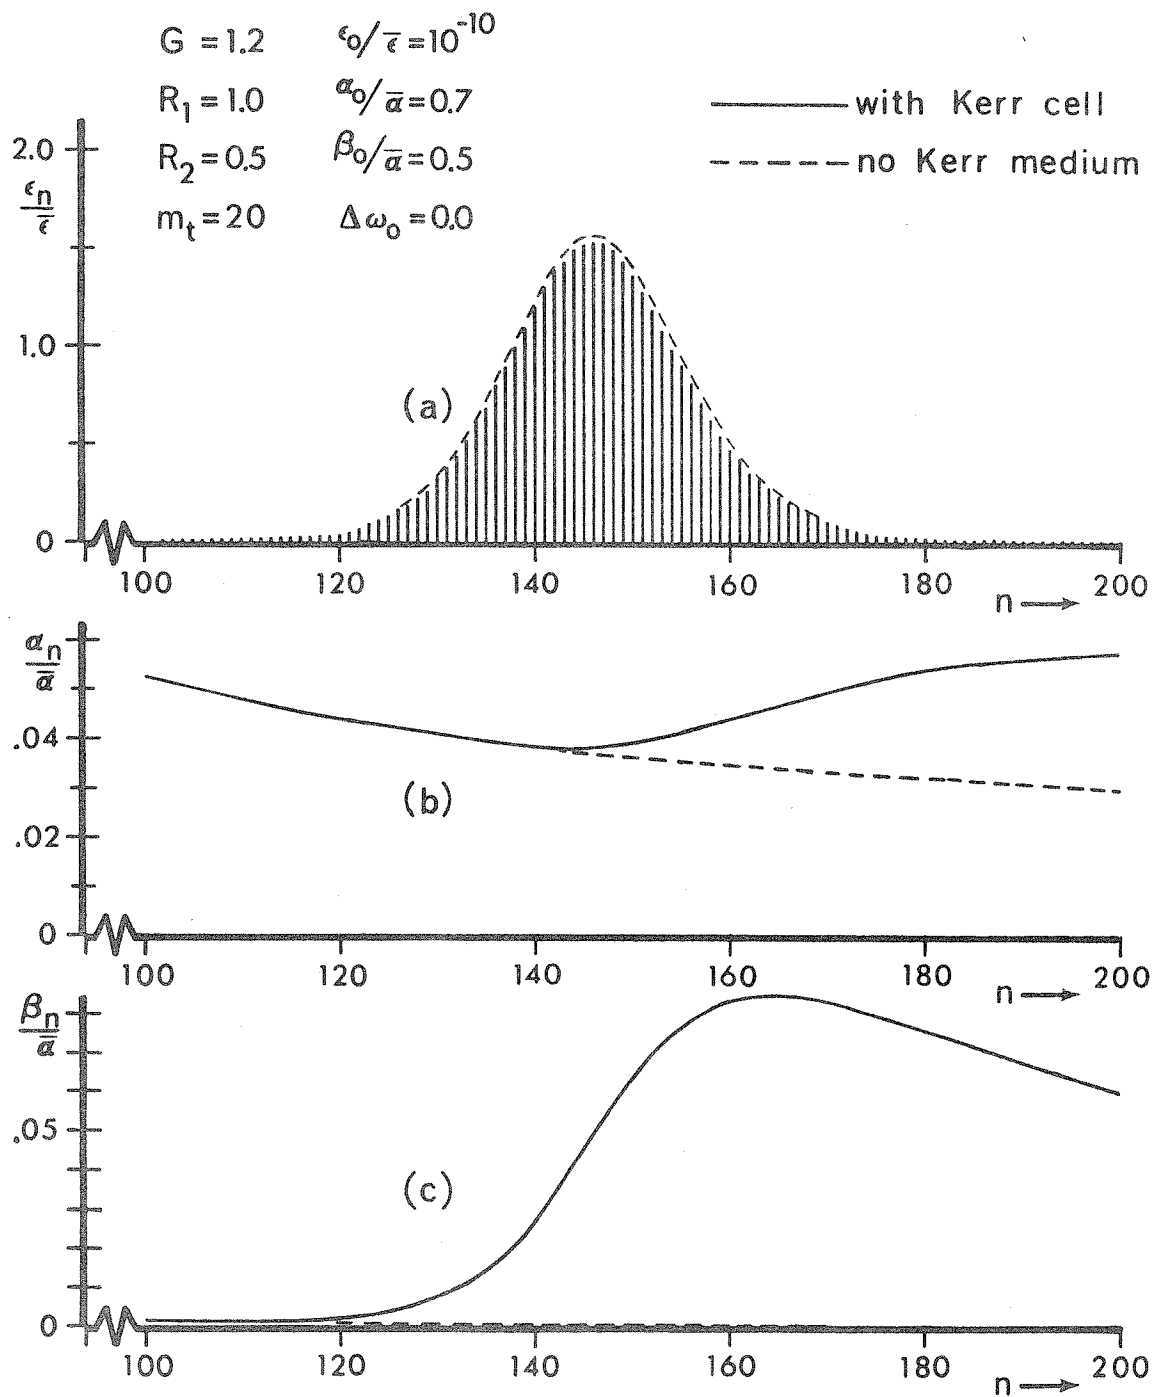 G = 1.2 ϵ₀/ϵ̅ = 10⁻¹⁰
R₁ = 1.0 α₀/α̅ = 0.7
R₂ = 0.5 β₀/α̅ = 0.5
mₜ = 20 Δω₀ = 0.0
with Kerr cell
no Kerr medium
2.0
ϵₙ/ϵ̅
1.0
0
(a)
100 120 140 160 180 200
n
αₙ/α̅
.04
.02
0
(b)
100 120 140 160 180 200
n
βₙ/α̅
.05
0
(c)
100 120 140 160 180 200
n